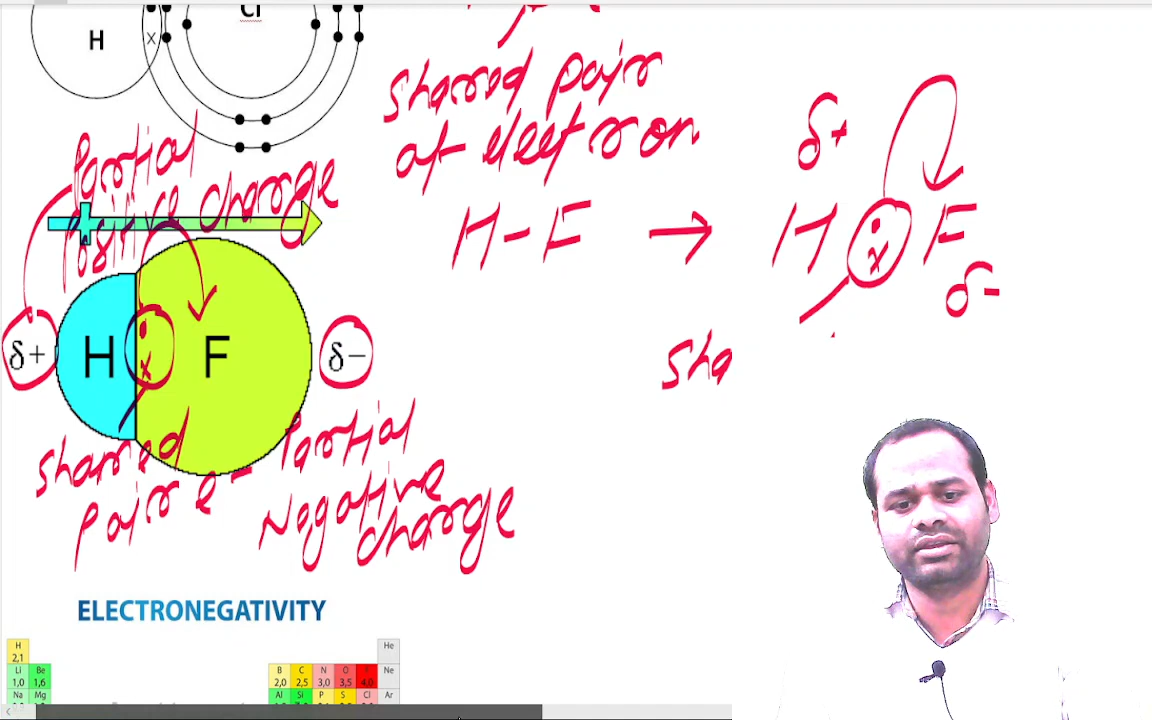 Cl
H
x
shared pair
of electron
Partial
Positive charge
H-F → H F
x
δ+
δ-
δ+
H
F
δ-
x
sha
shared
pair e-
Partial
Negative
charge
ELECTRONEGATIVITY
H
2,1
He
Li
1,0
Be
1,6
B
2,0
C
2,5
N
3,0
O
3,5
4,0
Ne
Na
Mg
Al
Si
P
S
Cl
Ar